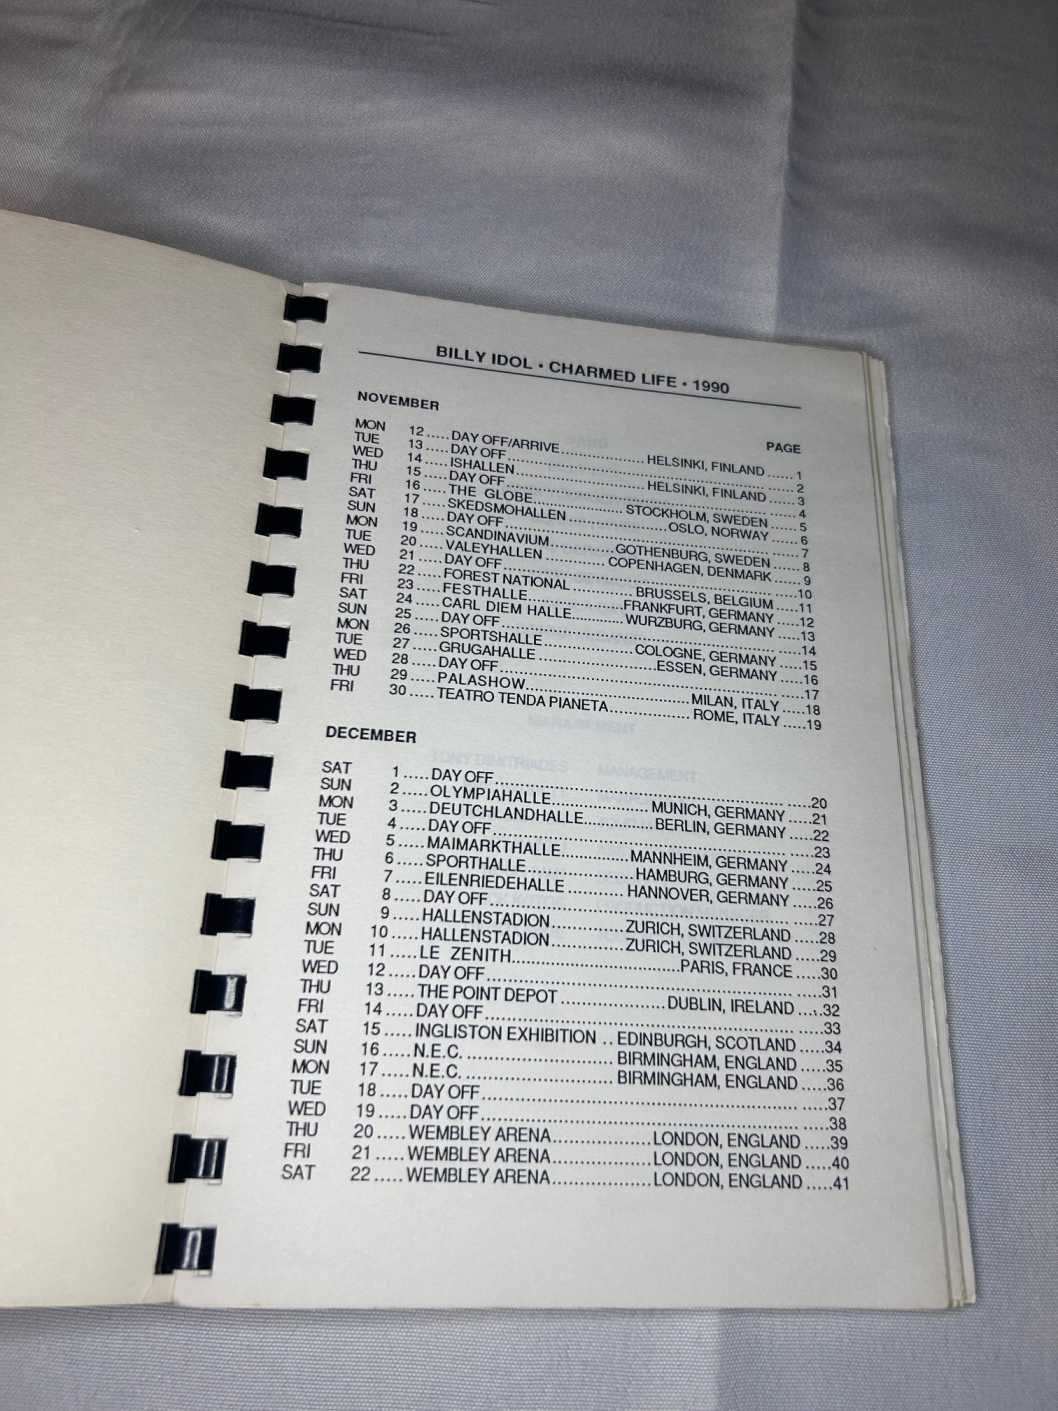 BILLY IDOL • CHARMED LIFE • 1990
NOVEMBER
PAGE
MON 12 ..... DAY OFF/ARRIVE ..................... HELSINKI, FINLAND ...... 1
TUE 13 ..... DAY OFF ...................................................... 2
WED 14 ..... ISHALLEN ................................ HELSINKI, FINLAND ...... 3
THU 15 ..... DAY OFF ...................................................... 4
FRI 16 ..... THE GLOBE ....................... STOCKHOLM, SWEDEN ...... 5
SAT 17 ..... SKEDSMOHALLEN ......................... OSLO, NORWAY ...... 6
SUN 18 ..... DAY OFF ...................................................... 7
MON 19 ..... SCANDINAVIUM ................ GOTHENBURG, SWEDEN ...... 8
TUE 20 ..... VALEYHALLEN .............. COPENHAGEN, DENMARK ...... 9
WED 21 ..... DAY OFF ...................................................... 10
THU 22 ..... FOREST NATIONAL .............. BRUSSELS, BELGIUM ..... 11
FRI 23 ..... FESTHALLE ........................ FRANKFURT, GERMANY ..... 12
SAT 24 ..... CARL DIEM HALLE ............. WURZBURG, GERMANY ..... 13
SUN 25 ..... DAY OFF ...................................................... 14
MON 26 ..... SPORTSHALLE ...................... COLOGNE, GERMANY ..... 15
TUE 27 ..... GRUGAHALLE ............................. ESSEN, GERMANY ..... 16
WED 28 ..... DAY OFF ...................................................... 17
THU 29 ..... PALASHOW ........................................ MILAN, ITALY ..... 18
FRI 30 ..... TEATRO TENDA PIANETA ................... ROME, ITALY ..... 19
DECEMBER
SAT 1 ..... DAY OFF ...................................................... 20
SUN 2 ..... OLYMPIAHALLE ........................ MUNICH, GERMANY ..... 21
MON 3 ..... DEUTCHLANDHALLE ................. BERLIN, GERMANY ..... 22
TUE 4 ..... DAY OFF ...................................................... 23
WED 5 ..... MAIMARKTHALLE ................ MANNHEIM, GERMANY ..... 24
THU 6 ..... SPORTHALLE ........................... HAMBURG, GERMANY ..... 25
FRI 7 ..... EILENRIEDEHALLE .............. HANNOVER, GERMANY ..... 26
SAT 8 ..... DAY OFF ...................................................... 27
SUN 9 ..... HALLENSTADION .................. ZURICH, SWITZERLAND ..... 28
MON 10 ..... HALLENSTADION .................. ZURICH, SWITZERLAND ..... 29
TUE 11 ..... LE ZENITH ......................................... PARIS, FRANCE ..... 30
WED 12 ..... DAY OFF ...................................................... 31
THU 13 ..... THE POINT DEPOT ....................... DUBLIN, IRELAND ..... 32
FRI 14 ..... DAY OFF ...................................................... 33
SAT 15 ..... INGLISTON EXHIBITION .. EDINBURGH, SCOTLAND ..... 34
SUN 16 ..... N.E.C. ................................... BIRMINGHAM, ENGLAND ..... 35
MON 17 ..... N.E.C. ................................... BIRMINGHAM, ENGLAND ..... 36
TUE 18 ..... DAY OFF ...................................................... 37
WED 19 ..... DAY OFF ...................................................... 38
THU 20 ..... WEMBLEY ARENA ....................... LONDON, ENGLAND ..... 39
FRI 21 ..... WEMBLEY ARENA ....................... LONDON, ENGLAND ..... 40
SAT 22 ..... WEMBLEY ARENA ....................... LONDON, ENGLAND ..... 41